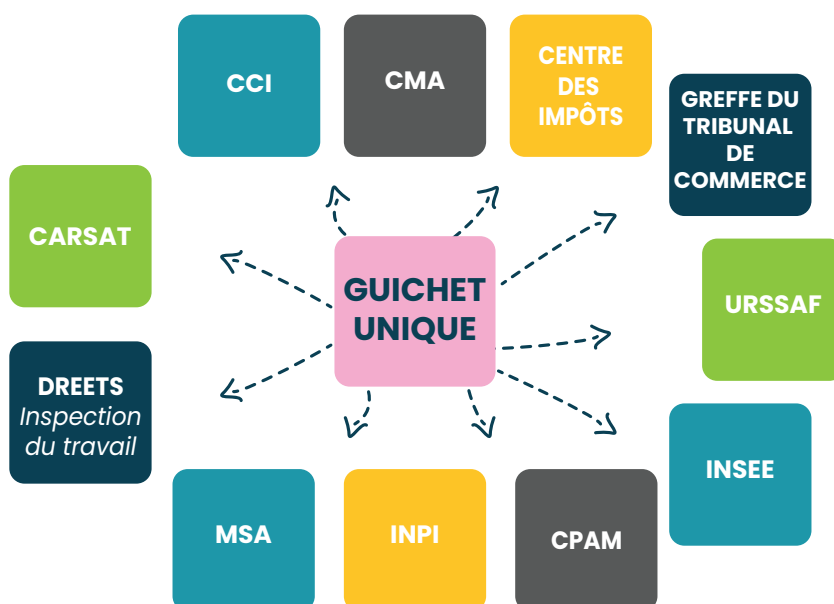 CCI
CMA
CENTRE
DES
IMPÔTS
GREFFE DU
TRIBUNAL
DE
COMMERCE
CARSAT
GUICHET
UNIQUE
URSSAF
DREETS
Inspection
du travail
INSEE
MSA
INPI
CPAM